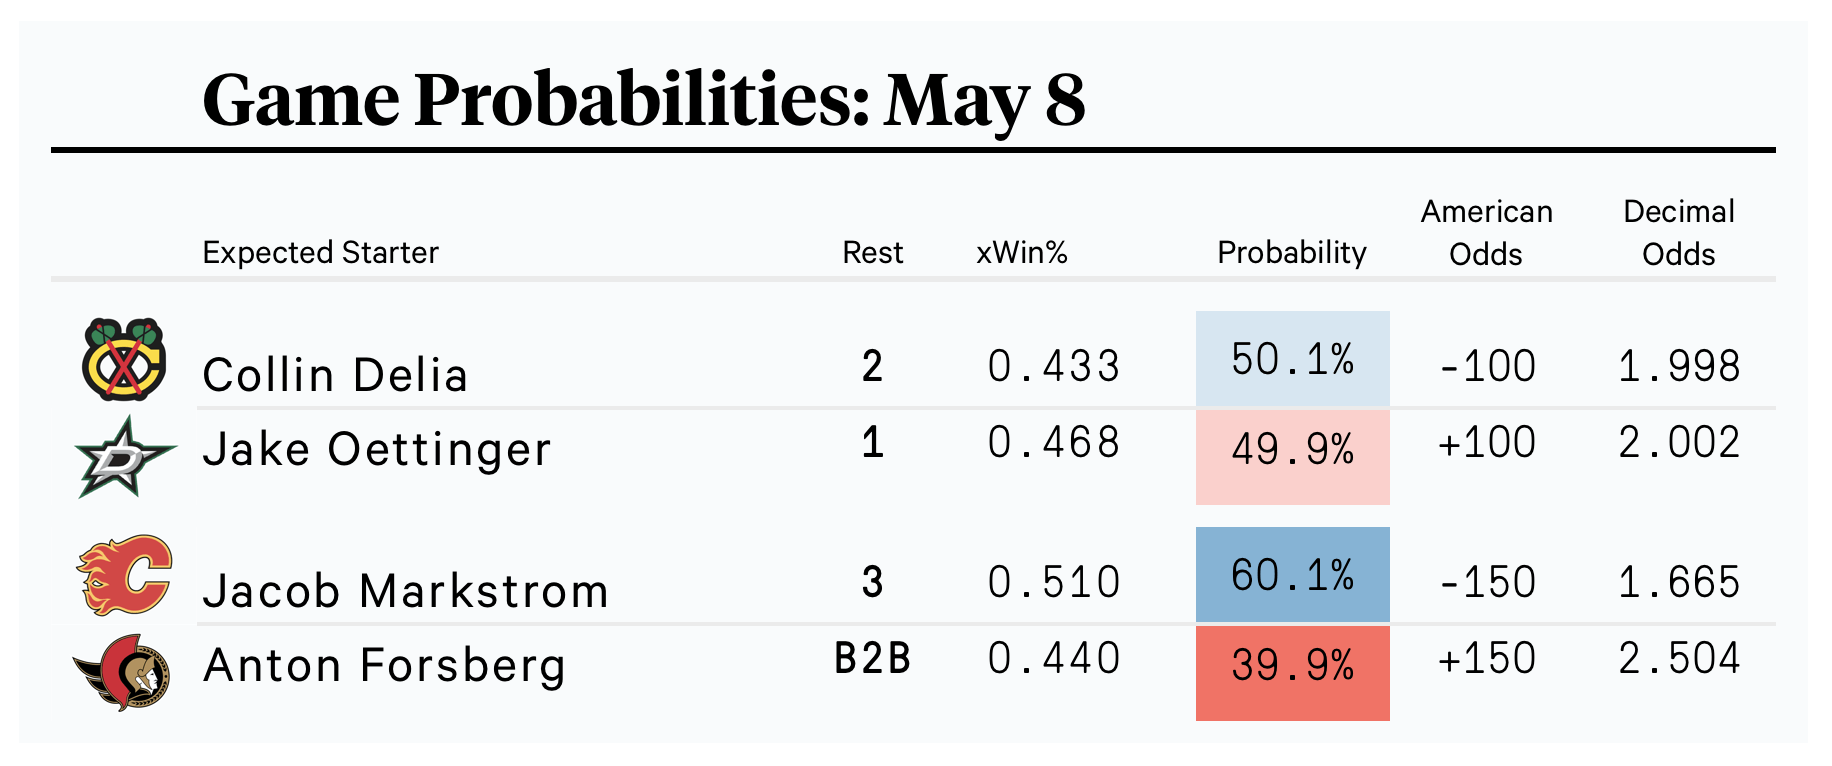 Game Probabilities: May 8
Expected Starter Rest xWin% Probability American Odds Decimal Odds
Collin Delia 2 0.433 50.1% -100 1.998
Jake Oettinger 1 0.468 49.9% +100 2.002
Jacob Markstrom 3 0.510 60.1% -150 1.665
Anton Forsberg B2B 0.440 39.9% +150 2.504